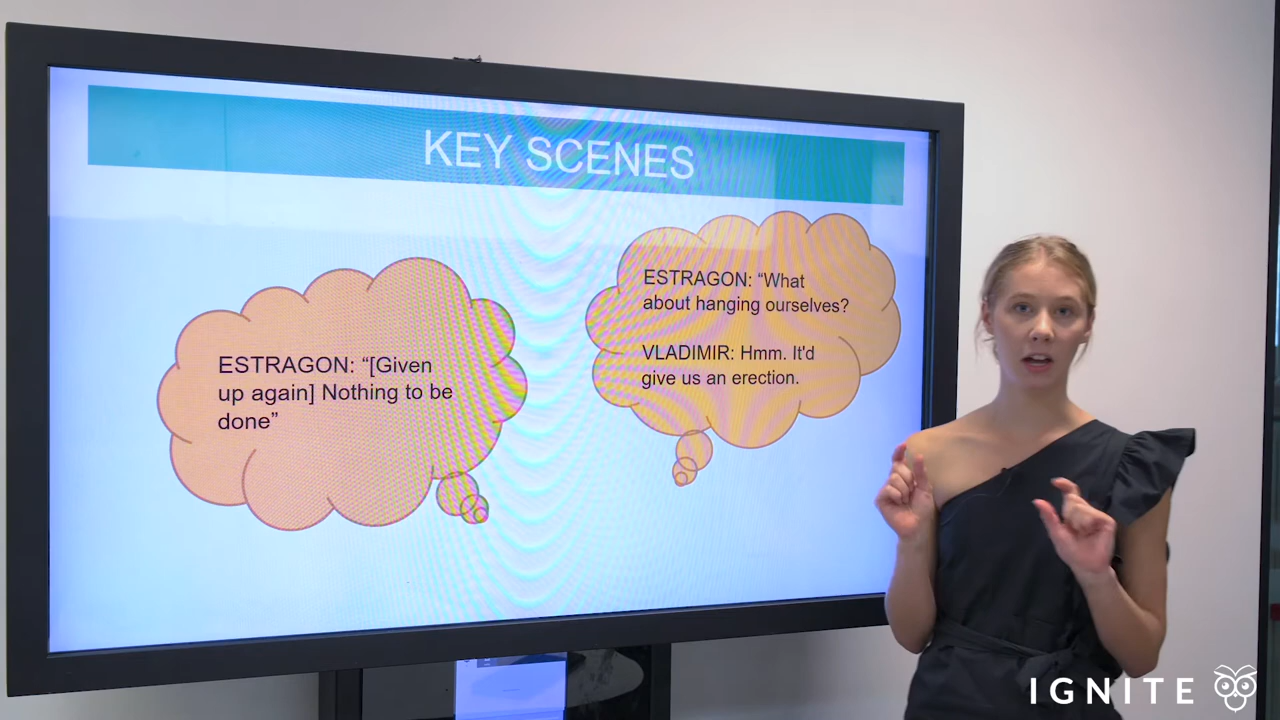 KEY SCENES
ESTRAGON: “[Given
up again] Nothing to be
done”
ESTRAGON: “What
about hanging ourselves?
VLADIMIR: Hmm. It'd
give us an erection.
IGNITE